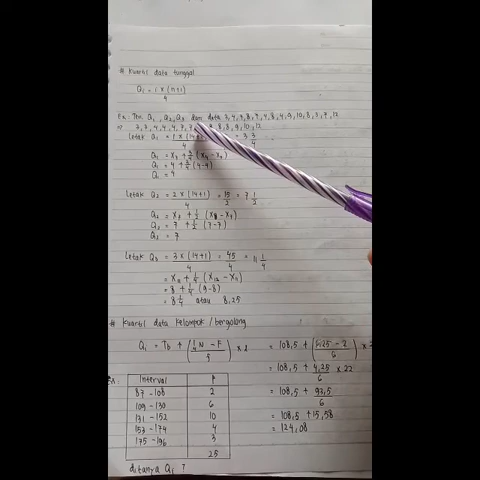 # Kuartil data tunggal
Qi = i x (n+1)
4
Ex: Ten Q1, Q2, Q3 dari data 3, 4, 7, 8, 7, 4, 8, 4, 9, 10, 8, 3, 7, 12
4, 4, 4, 7, 7 8, 8, 9, 10, 12
Letak Q1 = 1 x (14+1) = 3 3/4
4
Q1 = X3 + 3/4 (X4 - X3)
Q1 = 4 + 3/4 (4-4)
Q1 = 4
Letak Q2 = 2 x (14+1) = 15/2 = 7 1/2
4
Q2 = X7 + 1/2 (X8 - X7)
Q2 = 7 + 1/2 (7-7)
Q2 = 7
Letak Q3 = 3 x (14+1) = 45/4 = 11 1/4
4
= X11 + 1/4 (X12 - X11)
= 8 + 1/4 (9-8)
= 8 1/4 atau 8,25
# Kuartil data kelompok / bergolong
Qi = Tb + (1/4 N - F) x 2
Interval F
87 - 108 2
109 - 130 6
131 - 152 10
153 - 174 4
175 - 196 3
25
ditanya Q1 ?
= 108,5 +
6
= 108,5 + 4,25/6 x 22
= 108,5 + 93,5/6
= 108,5 + 15,58
= 124,08